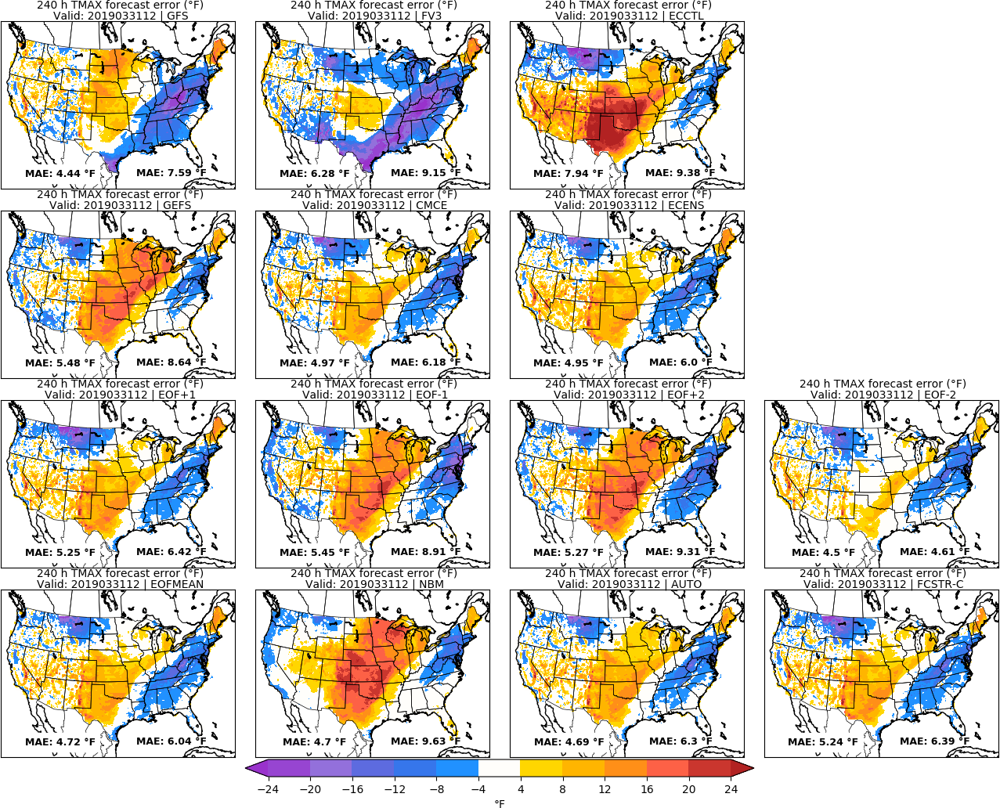 240 h TMAX forecast error (°F)
Valid: 2019033112 | GFS
MAE: 4.44 °F
MAE: 7.59 °F
240 h TMAX forecast error (°F)
Valid: 2019033112 | FV3
MAE: 6.28 °F
MAE: 9.15 °F
240 h TMAX forecast error (°F)
Valid: 2019033112 | ECCTL
MAE: 7.94 °F
MAE: 9.38 °F
240 h TMAX forecast error (°F)
Valid: 2019033112 | GEFS
MAE: 5.48 °F
MAE: 8.64 °F
240 h TMAX forecast error (°F)
Valid: 2019033112 | CMCE
MAE: 4.97 °F
MAE: 6.18 °F
240 h TMAX forecast error (°F)
Valid: 2019033112 | ECENS
MAE: 4.95 °F
MAE: 6.0 °F
240 h TMAX forecast error (°F)
Valid: 2019033112 | EOF+1
MAE: 5.25 °F
MAE: 6.42 °F
240 h TMAX forecast error (°F)
Valid: 2019033112 | EOF-1
MAE: 5.45 °F
MAE: 8.91 °F
240 h TMAX forecast error (°F)
Valid: 2019033112 | EOF+2
MAE: 5.27 °F
MAE: 9.31 °F
240 h TMAX forecast error (°F)
Valid: 2019033112 | EOF-2
MAE: 4.5 °F
MAE: 4.61 °F
240 h TMAX forecast error (°F)
Valid: 2019033112 | EOFMEAN
MAE: 4.72 °F
MAE: 6.04 °F
240 h TMAX forecast error (°F)
Valid: 2019033112 | NBM
MAE: 4.7 °F
MAE: 9.63 °F
240 h TMAX forecast error (°F)
Valid: 2019033112 | AUTO
MAE: 4.69 °F
MAE: 6.3 °F
240 h TMAX forecast error (°F)
Valid: 2019033112 | FCSTR-C
MAE: 5.24 °F
MAE: 6.39 °F
−24 −20 −16 −12 −8 −4 4 8 12 16 20 24
°F